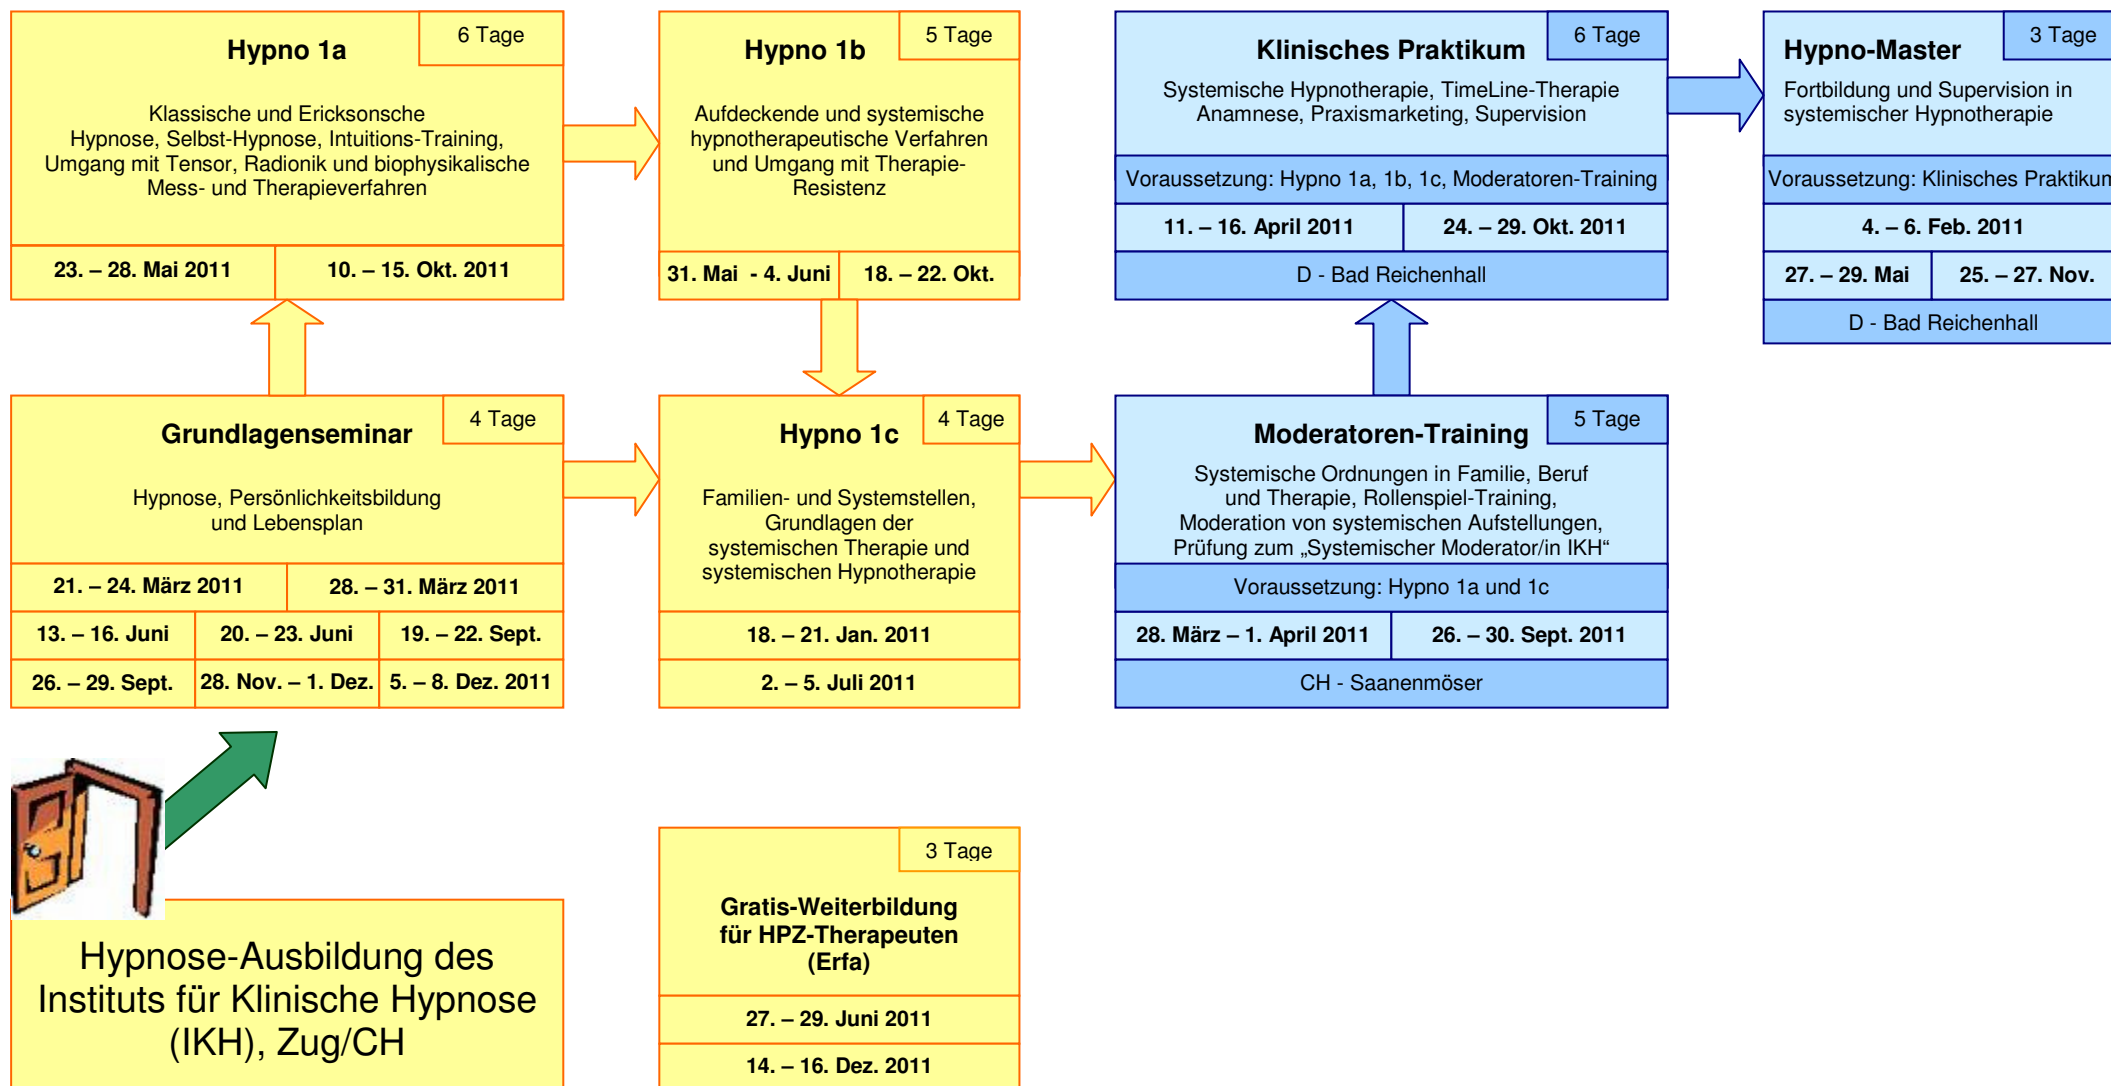 Hypno 1a
6 Tage
Klassische und Ericksonsche
Hypnose, Selbst-Hypnose, Intuitions-Training,
Umgang mit Tensor, Radionik und biophysikalische
Mess- und Therapieverfahren
23. – 28. Mai 2011
10. – 15. Okt. 2011
Hypno 1b
5 Tage
Aufdeckende und systemische
hypnotherapeutische Verfahren
und Umgang mit Therapie-
Resistenz
31. Mai - 4. Juni
18. – 22. Okt.
Klinisches Praktikum
6 Tage
Systemische Hypnotherapie, TimeLine-Therapie
Anamnese, Praxismarketing, Supervision
Voraussetzung: Hypno 1a, 1b, 1c, Moderatoren-Training
11. – 16. April 2011
24. – 29. Okt. 2011
D - Bad Reichenhall
Hypno-Master
3 Tage
Fortbildung und Supervision in
systemischer Hypnotherapie
Voraussetzung: Klinisches Praktikum
4. – 6. Feb. 2011
27. – 29. Mai
25. – 27. Nov.
D - Bad Reichenhall
Grundlagenseminar
4 Tage
Hypnose, Persönlichkeitsbildung
und Lebensplan
21. – 24. März 2011
28. – 31. März 2011
13. – 16. Juni
20. – 23. Juni
19. – 22. Sept.
26. – 29. Sept.
28. Nov. – 1. Dez.
5. – 8. Dez. 2011
Hypno 1c
4 Tage
Familien- und Systemstellen,
Grundlagen der
systemischen Therapie und
systemischen Hypnotherapie
18. – 21. Jan. 2011
2. – 5. Juli 2011
Moderatoren-Training
5 Tage
Systemische Ordnungen in Familie, Beruf
und Therapie, Rollenspiel-Training,
Moderation von systemischen Aufstellungen,
Prüfung zum „Systemischer Moderator/in IKH“
Voraussetzung: Hypno 1a und 1c
28. März – 1. April 2011
26. – 30. Sept. 2011
CH - Saanenmöser
Hypnose-Ausbildung des
Instituts für Klinische Hypnose
(IKH), Zug/CH
3 Tage
Gratis-Weiterbildung
für HPZ-Therapeuten
(Erfa)
27. – 29. Juni 2011
14. – 16. Dez. 2011